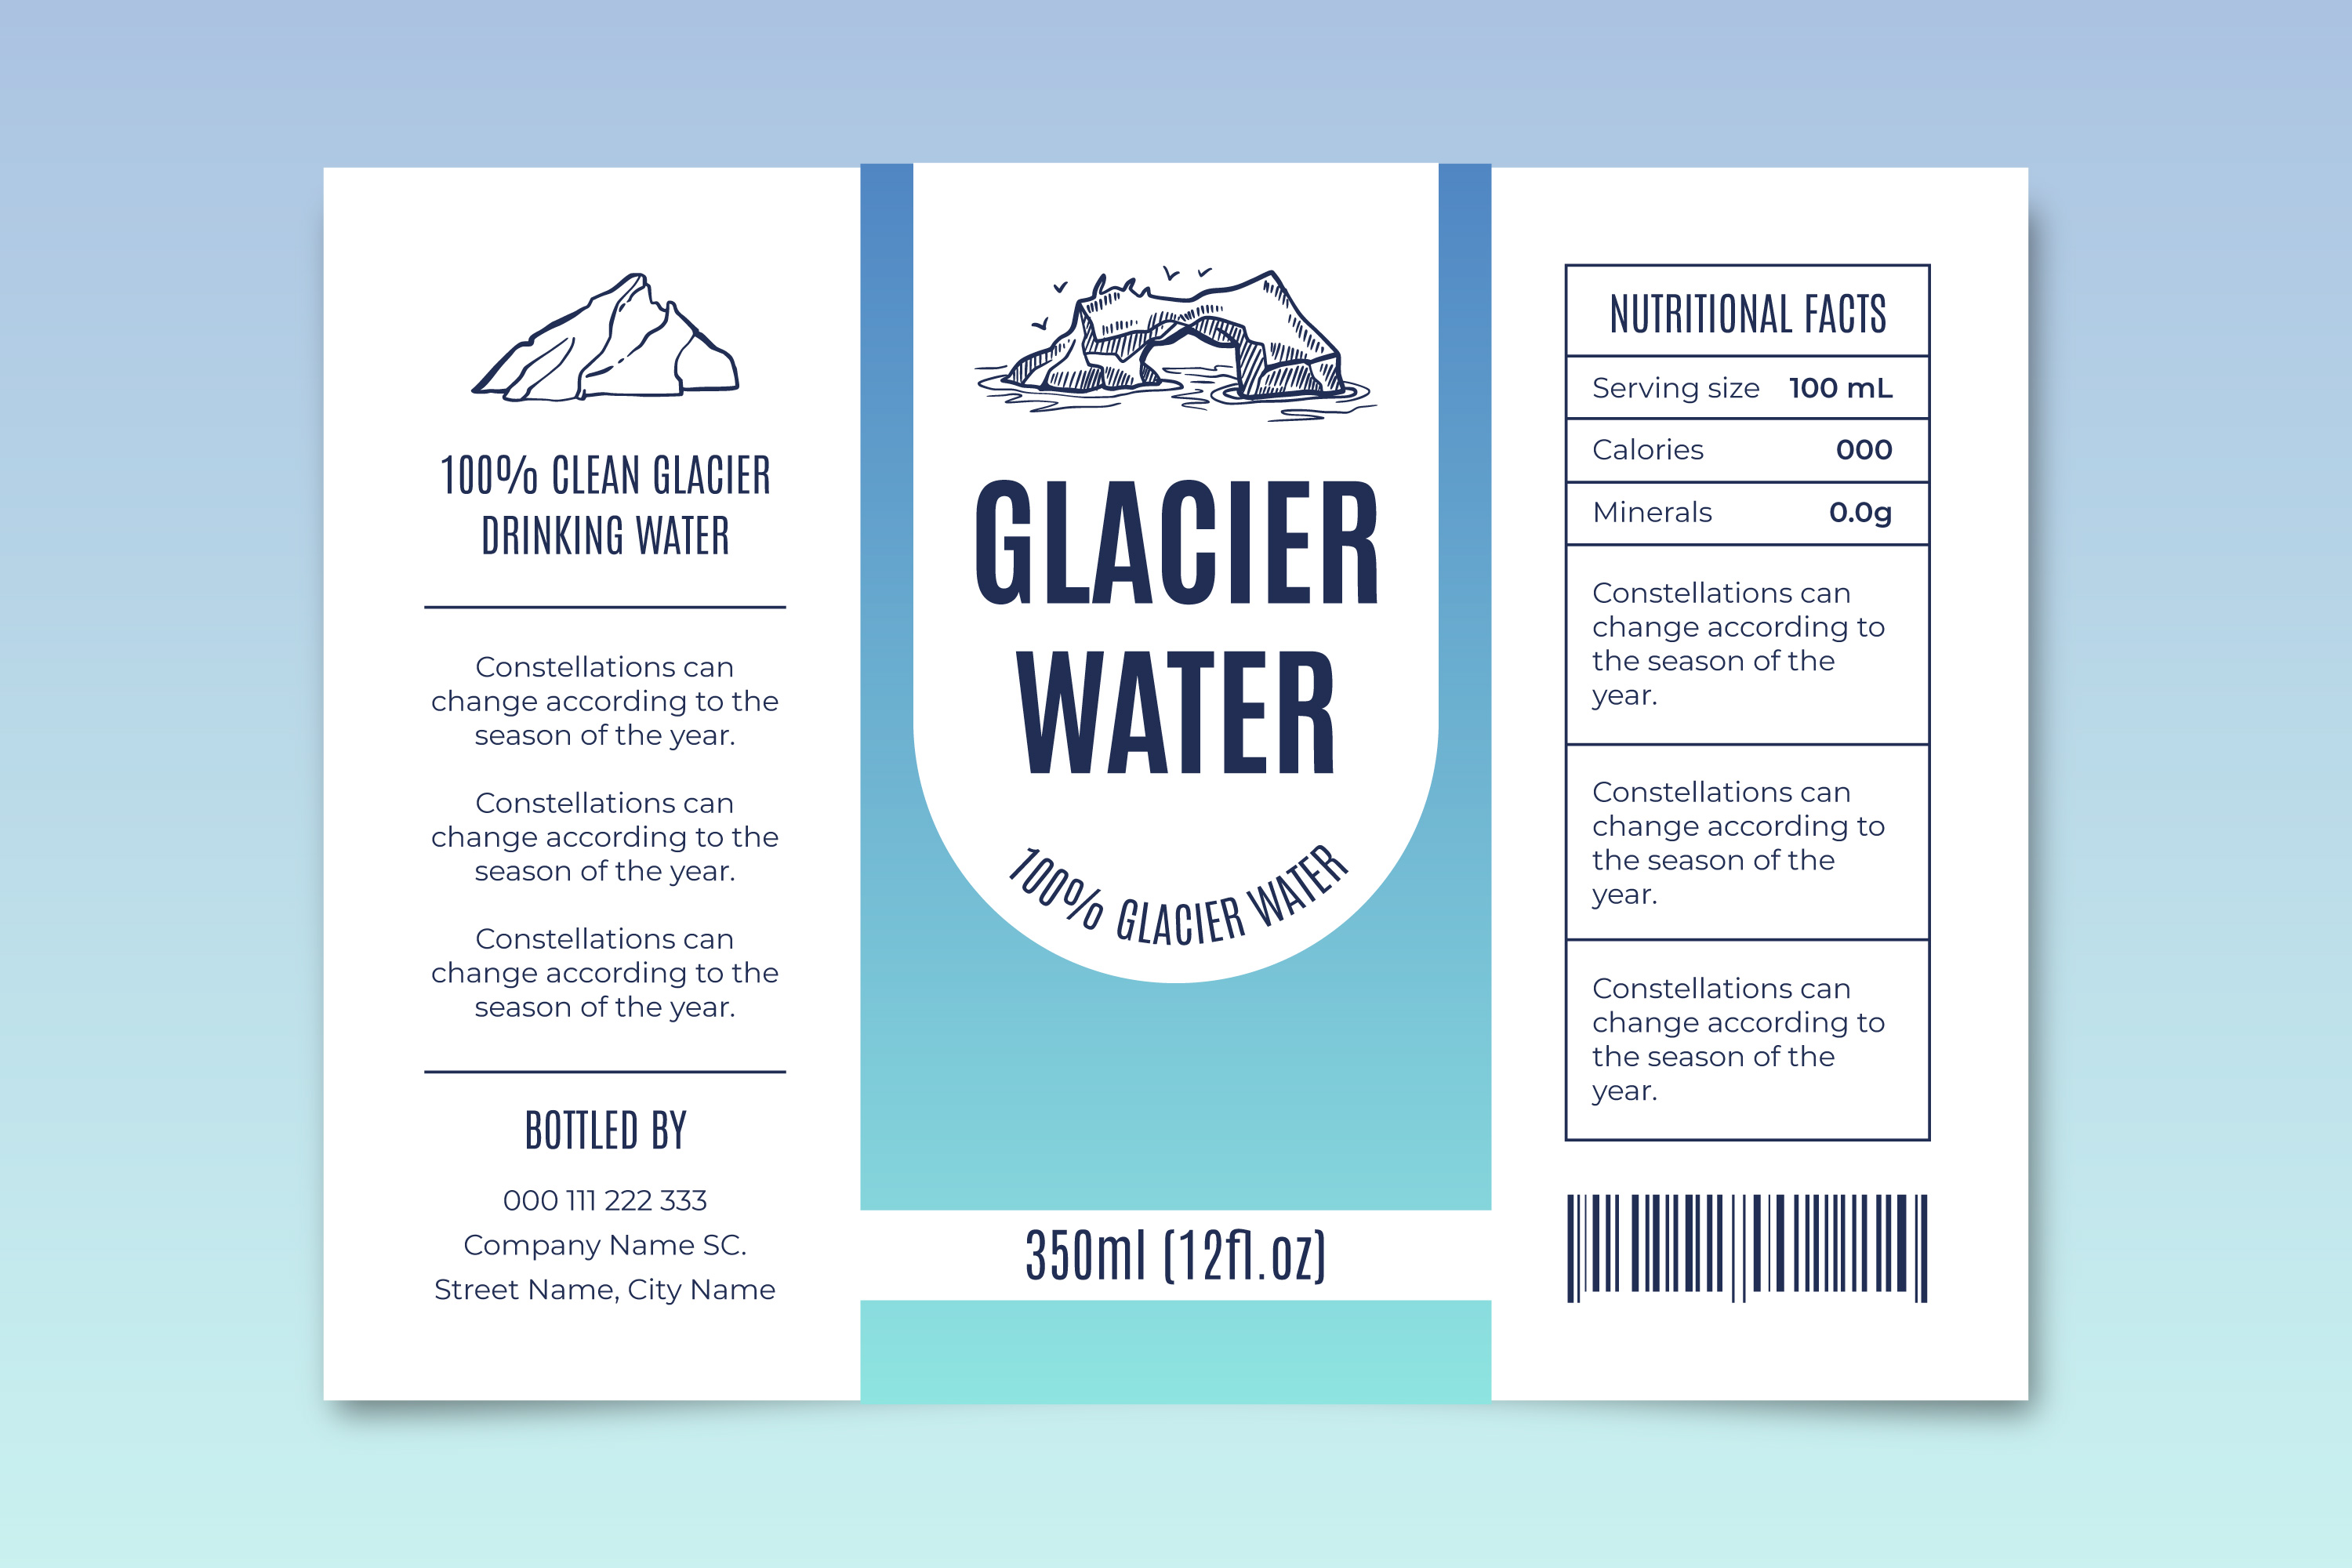 100% CLEAN GLACIER
DRINKING WATER
Constellations can
change according to the
season of the year.
Constellations can
change according to the
season of the year.
Constellations can
change according to the
season of the year.
BOTTLED BY
000 111 222 333
Company Name SC.
Street Name, City Name
GLACIER
WATER
100% GLACIER WATER
350ml (12fl.oz)
NUTRITIONAL FACTS
Serving size 100 mL
Calories 000
Minerals 0.0g
Constellations can
change according to
the season of the
year.
Constellations can
change according to
the season of the
year.
Constellations can
change according to
the season of the
year.